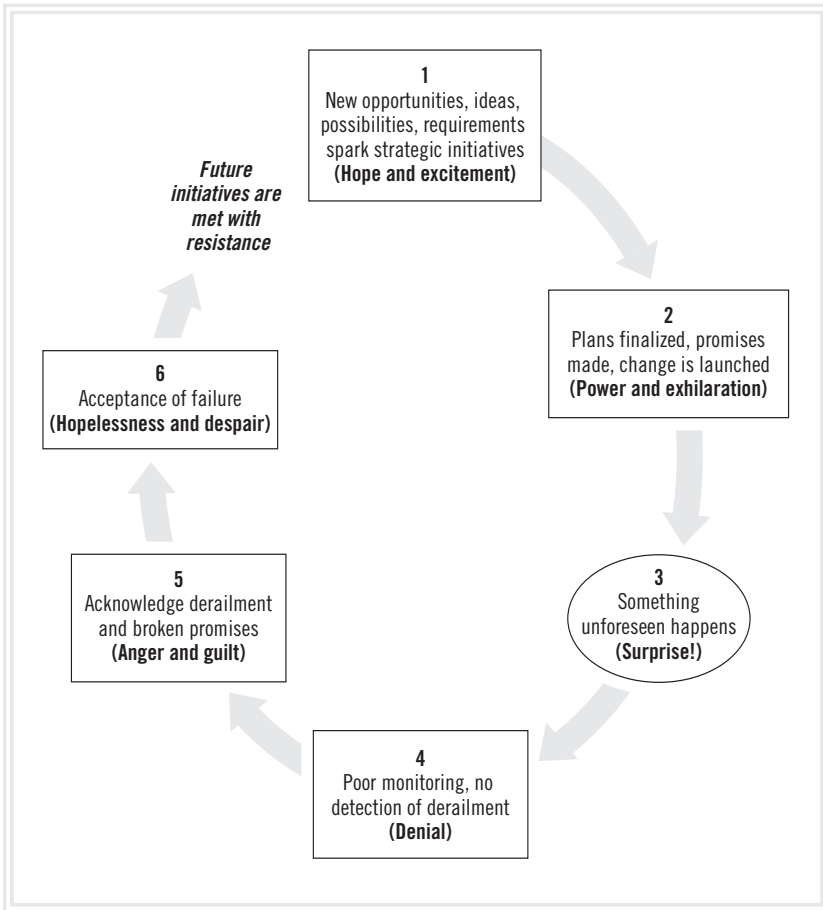 1
New opportunities, ideas,
possibilities, requirements
spark strategic initiatives
(Hope and excitement)
2
Plans finalized, promises
made, change is launched
(Power and exhilaration)
3
Something
unforeseen happens
(Surprise!)
4
Poor monitoring, no
detection of derailment
(Denial)
5
Acknowledge derailment
and broken promises
(Anger and guilt)
6
Acceptance of failure
(Hopelessness and despair)
Future
initiatives are
met with
resistance